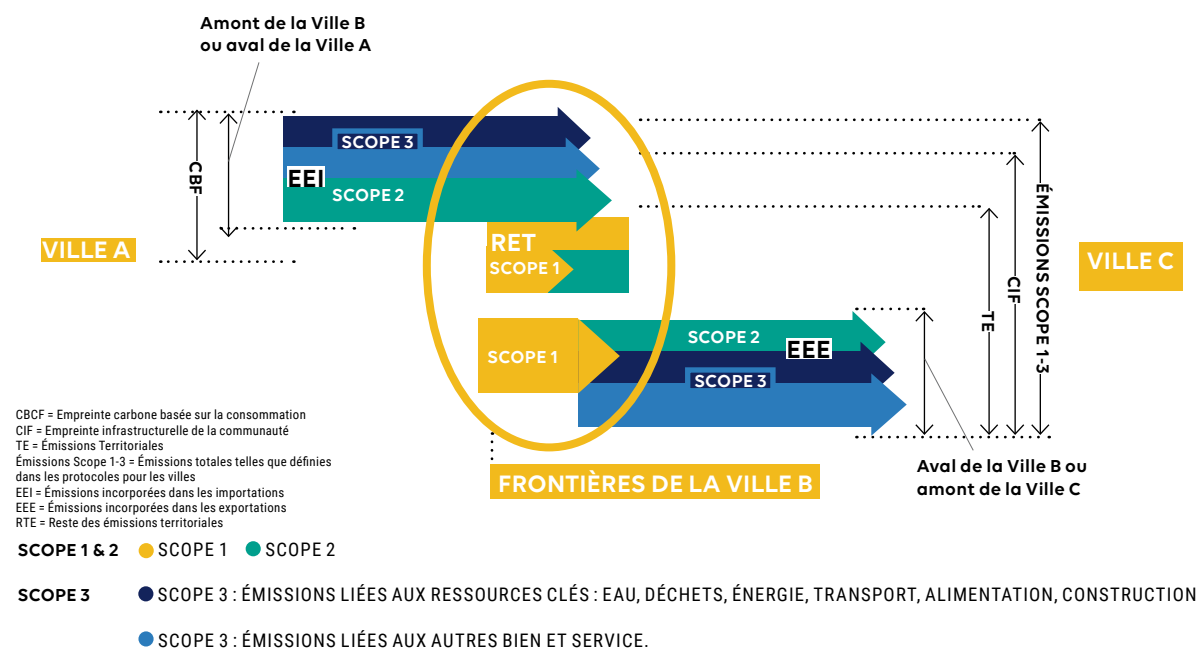 Amont de la Ville B
ou aval de la Ville A
SCOPE 3
EEI
SCOPE 2
CBF
VILLE A
RET
SCOPE 1
SCOPE 1
SCOPE 2
EEE
SCOPE 3
TE
CIF
ÉMISSIONS SCOPE 1-3
VILLE C
CBCF = Empreinte carbone basée sur la consommation
CIF = Empreinte infrastructurelle de la communauté
TE = Émissions Territoriales
Émissions Scope 1-3 = Émissions totales telles que définies
dans les protocoles pour les villes
EEI = Émissions incorporées dans les importations
EEE = Émissions incorporées dans les exportations
RTE = Reste des émissions territoriales
FRONTIÈRES DE LA VILLE B
Aval de la Ville B ou
amont de la Ville C
SCOPE 1 & 2 SCOPE 1 SCOPE 2
SCOPE 3 SCOPE 3 : ÉMISSIONS LIÉES AUX RESSOURCES CLÉS : EAU, DÉCHETS, ÉNERGIE, TRANSPORT, ALIMENTATION, CONSTRUCTION
SCOPE 3 : ÉMISSIONS LIÉES AUX AUTRES BIEN ET SERVICE.